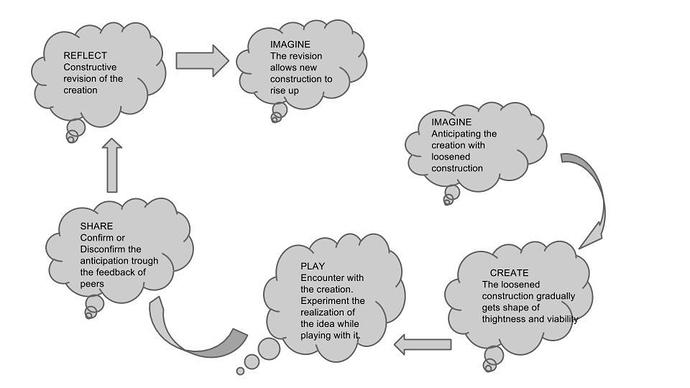 REFLECT
Constructive
revision of the
creation
IMAGINE
The revision
allows new
construction to
rise up
IMAGINE
Anticipating the
creation with
loosened
construction
SHARE
Confirm or
Disconfirm the
anticipation trough
the feedback of
peers
PLAY
Encounter with
the creation.
Experiment the
realization of
the idea while
playing with it.
CREATE
The loosened
construction gradually
gets shape of
thightness and viability